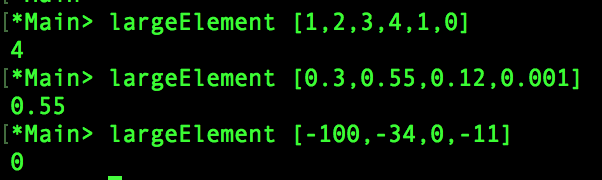 [*Main> largeElement [1,2,3,4,1,0]
4
[*Main> largeElement [0.3,0.55,0.12,0.001]
0.55
[*Main> largeElement [-100,-34,0,-11]
0